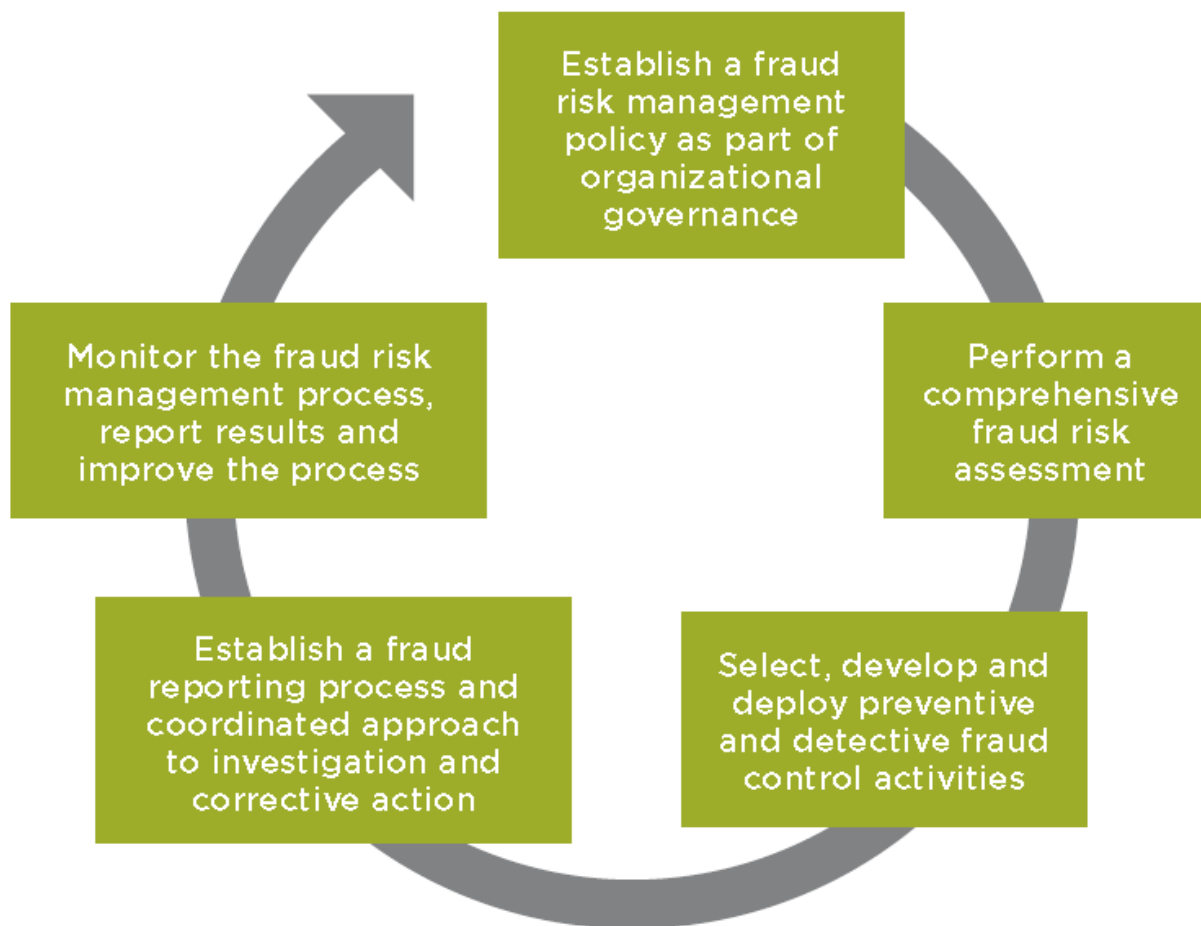 Establish a fraud
risk management
policy as part of
organizational
governance
Perform a
comprehensive
fraud risk
assessment
Select, develop and
deploy preventive
and detective fraud
control activities
Establish a fraud
reporting process and
coordinated approach
to investigation and
corrective action
Monitor the fraud risk
management process,
report results and
improve the process